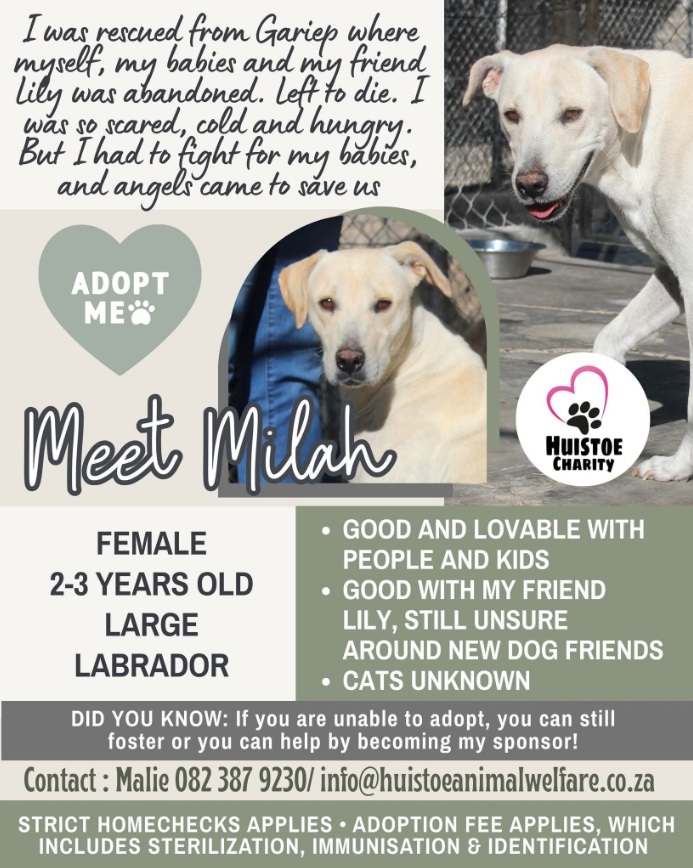 I was rescued from Gariep where
myself, my babies and my friend
Lily was abandoned. Left to die. I
was so scared, cold and hungry.
But I had to fight for my babies,
and angels came to save us
ADOPT
ME
Meet Milah
HUISTOE
CHARITY
FEMALE
2-3 YEARS OLD
LARGE
LABRADOR
• GOOD AND LOVABLE WITH
PEOPLE AND KIDS
• GOOD WITH MY FRIEND
LILY, STILL UNSURE
AROUND NEW DOG FRIENDS
• CATS UNKNOWN
DID YOU KNOW: If you are unable to adopt, you can still
foster or you can help by becoming my sponsor!
Contact : Malie 082 387 9230/ info@huistoeanimalwelfare.co.za
STRICT HOMECHECKS APPLIES • ADOPTION FEE APPLIES, WHICH
INCLUDES STERILIZATION, IMMUNISATION & IDENTIFICATION